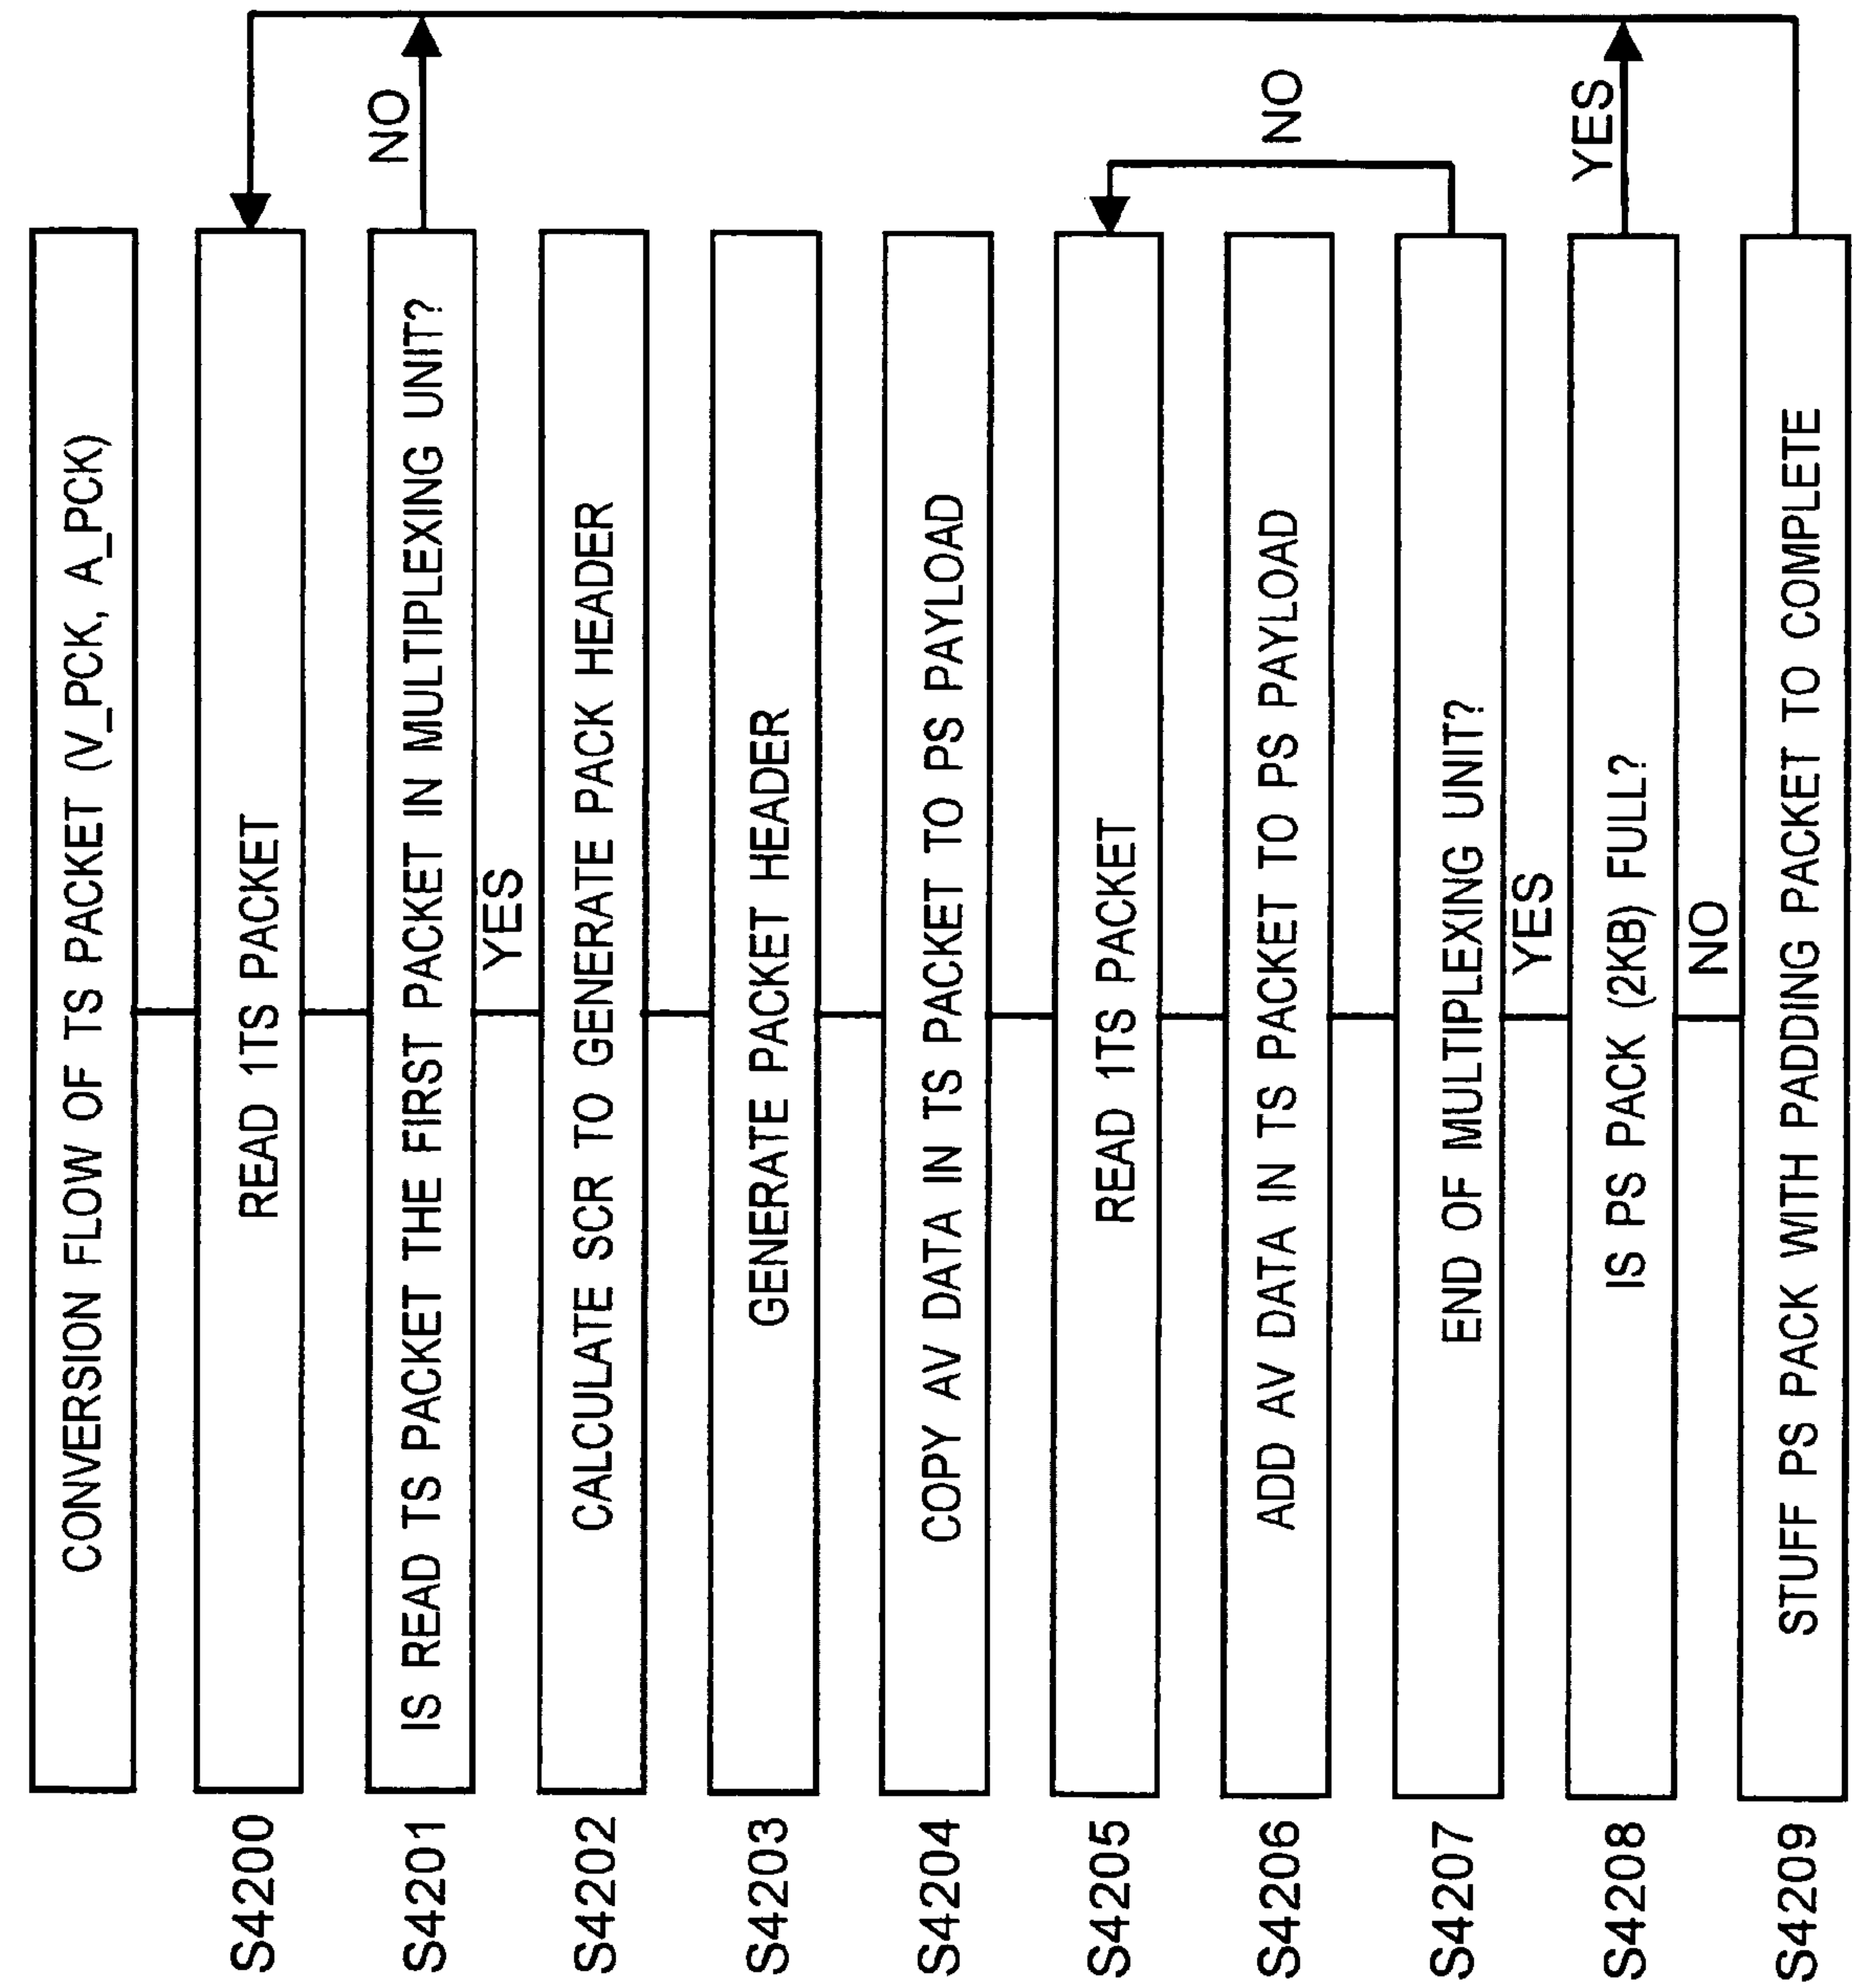 CONVERSION FLOW OF TS PACKET (V_PCK, A_PCK)
S4200
READ 1TS PACKET
S4201
IS READ TS PACKET THE FIRST PACKET IN MULTIPLEXING UNIT?
NO
YES
S4202
CALCULATE SCR TO GENERATE PACK HEADER
S4203
GENERATE PACKET HEADER
S4204
COPY AV DATA IN TS PACKET TO PS PAYLOAD
S4205
READ 1TS PACKET
S4206
ADD AV DATA IN TS PACKET TO PS PAYLOAD
NO
S4207
END OF MULTIPLEXING UNIT?
YES
S4208
IS PS PACK (2KB) FULL?
YES
NO
S4209
STUFF PS PACK WITH PADDING PACKET TO COMPLETE